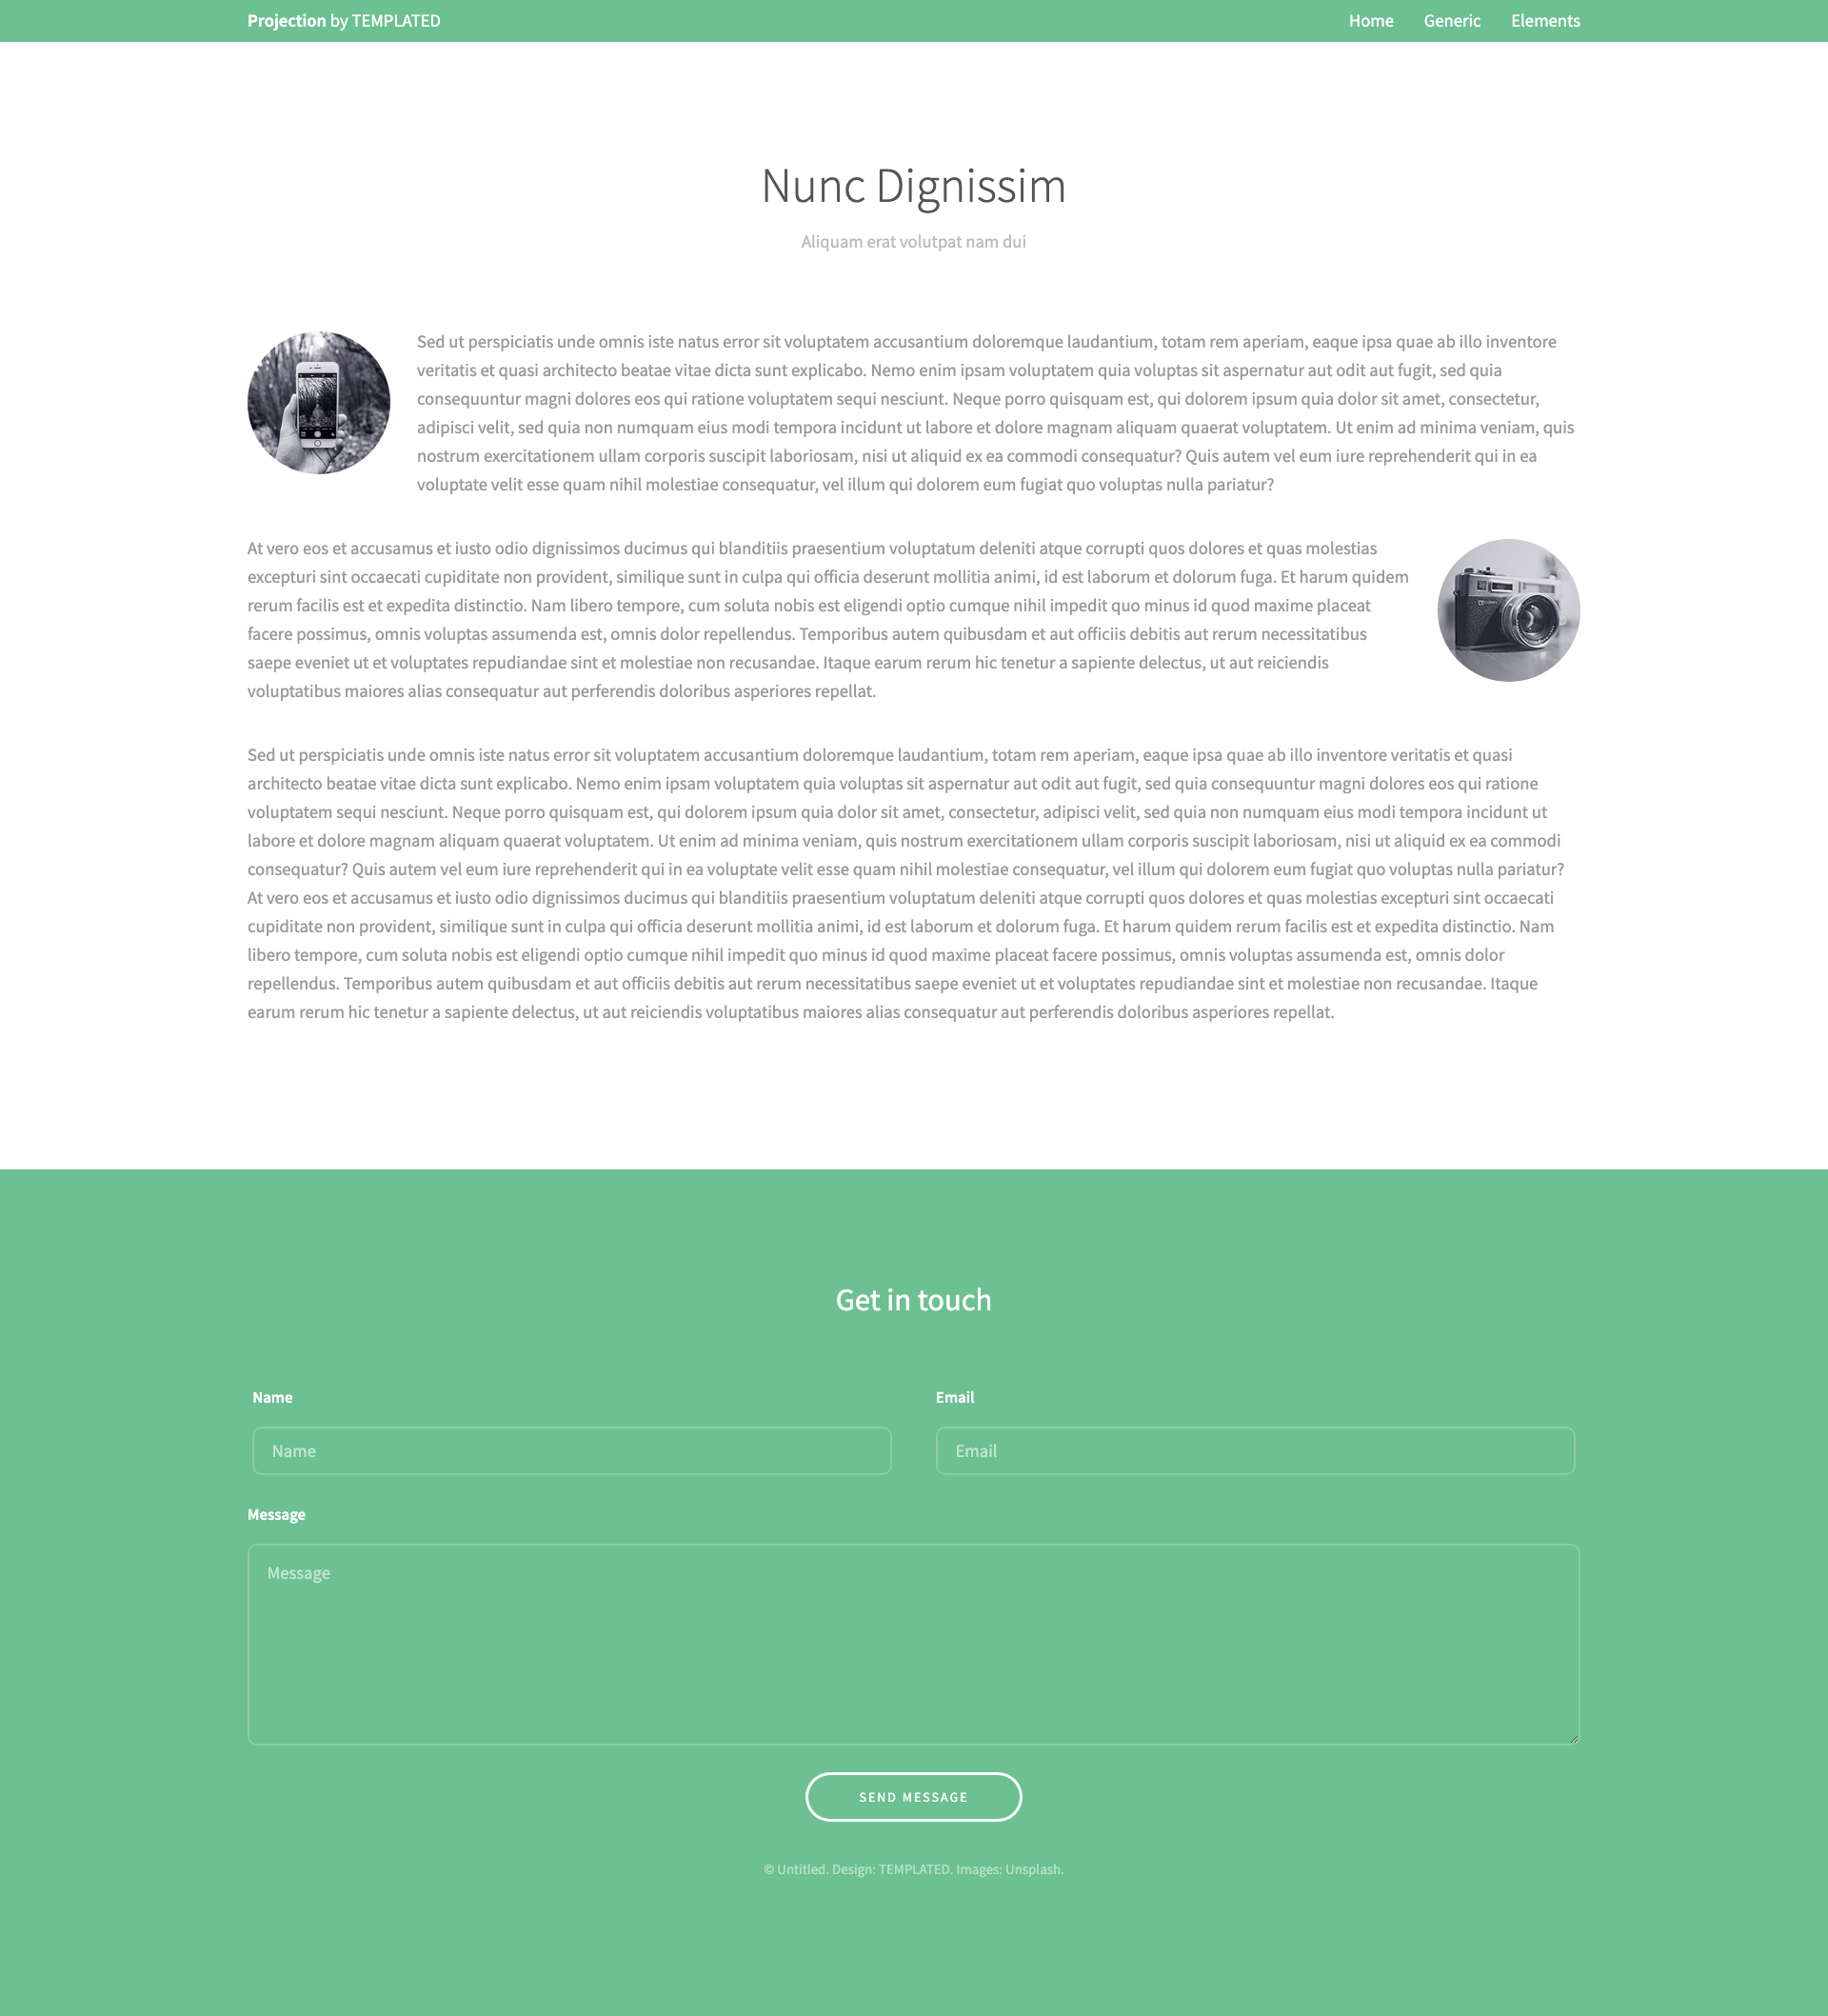 Projection by TEMPLATED
Home Generic Elements
Nunc Dignissim
Aliquam erat volutpat nam dui
Sed ut perspiciatis unde omnis iste natus error sit voluptatem accusantium doloremque laudantium, totam rem aperiam, eaque ipsa quae ab illo inventore
veritatis et quasi architecto beatae vitae dicta sunt explicabo. Nemo enim ipsam voluptatem quia voluptas sit aspernatur aut odit aut fugit, sed quia
consequuntur magni dolores eos qui ratione voluptatem sequi nesciunt. Neque porro quisquam est, qui dolorem ipsum quia dolor sit amet, consectetur,
adipisci velit, sed quia non numquam eius modi tempora incidunt ut labore et dolore magnam aliquam quaerat voluptatem. Ut enim ad minima veniam, quis
nostrum exercitationem ullam corporis suscipit laboriosam, nisi ut aliquid ex ea commodi consequatur? Quis autem vel eum iure reprehenderit qui in ea
voluptate velit esse quam nihil molestiae consequatur, vel illum qui dolorem eum fugiat quo voluptas nulla pariatur?
At vero eos et accusamus et iusto odio dignissimos ducimus qui blanditiis praesentium voluptatum deleniti atque corrupti quos dolores et quas molestias
excepturi sint occaecati cupiditate non provident, similique sunt in culpa qui officia deserunt mollitia animi, id est laborum et dolorum fuga. Et harum quidem
rerum facilis est et expedita distinctio. Nam libero tempore, cum soluta nobis est eligendi optio cumque nihil impedit quo minus id quod maxime placeat
facere possimus, omnis voluptas assumenda est, omnis dolor repellendus. Temporibus autem quibusdam et aut officiis debitis aut rerum necessitatibus
saepe eveniet ut et voluptates repudiandae sint et molestiae non recusandae. Itaque earum rerum hic tenetur a sapiente delectus, ut aut reiciendis
voluptatibus maiores alias consequatur aut perferendis doloribus asperiores repellat.
Sed ut perspiciatis unde omnis iste natus error sit voluptatem accusantium doloremque laudantium, totam rem aperiam, eaque ipsa quae ab illo inventore veritatis et quasi
architecto beatae vitae dicta sunt explicabo. Nemo enim ipsam voluptatem quia voluptas sit aspernatur aut odit aut fugit, sed quia consequuntur magni dolores eos qui ratione
voluptatem sequi nesciunt. Neque porro quisquam est, qui dolorem ipsum quia dolor sit amet, consectetur, adipisci velit, sed quia non numquam eius modi tempora incidunt ut
labore et dolore magnam aliquam quaerat voluptatem. Ut enim ad minima veniam, quis nostrum exercitationem ullam corporis suscipit laboriosam, nisi ut aliquid ex ea commodi
consequatur? Quis autem vel eum iure reprehenderit qui in ea voluptate velit esse quam nihil molestiae consequatur, vel illum qui dolorem eum fugiat quo voluptas nulla pariatur?
At vero eos et accusamus et iusto odio dignissimos ducimus qui blanditiis praesentium voluptatum deleniti atque corrupti quos dolores et quas molestias excepturi sint occaecati
cupiditate non provident, similique sunt in culpa qui officia deserunt mollitia animi, id est laborum et dolorum fuga. Et harum quidem rerum facilis est et expedita distinctio. Nam
libero tempore, cum soluta nobis est eligendi optio cumque nihil impedit quo minus id quod maxime placeat facere possimus, omnis voluptas assumenda est, omnis dolor
repellendus. Temporibus autem quibusdam et aut officiis debitis aut rerum necessitatibus saepe eveniet ut et voluptates repudiandae sint et molestiae non recusandae. Itaque
earum rerum hic tenetur a sapiente delectus, ut aut reiciendis voluptatibus maiores alias consequatur aut perferendis doloribus asperiores repellat.
Get in touch
Name
Name
Email
Email
Message
Message
SEND MESSAGE
© Untitled. Design: TEMPLATED. Images: Unsplash.